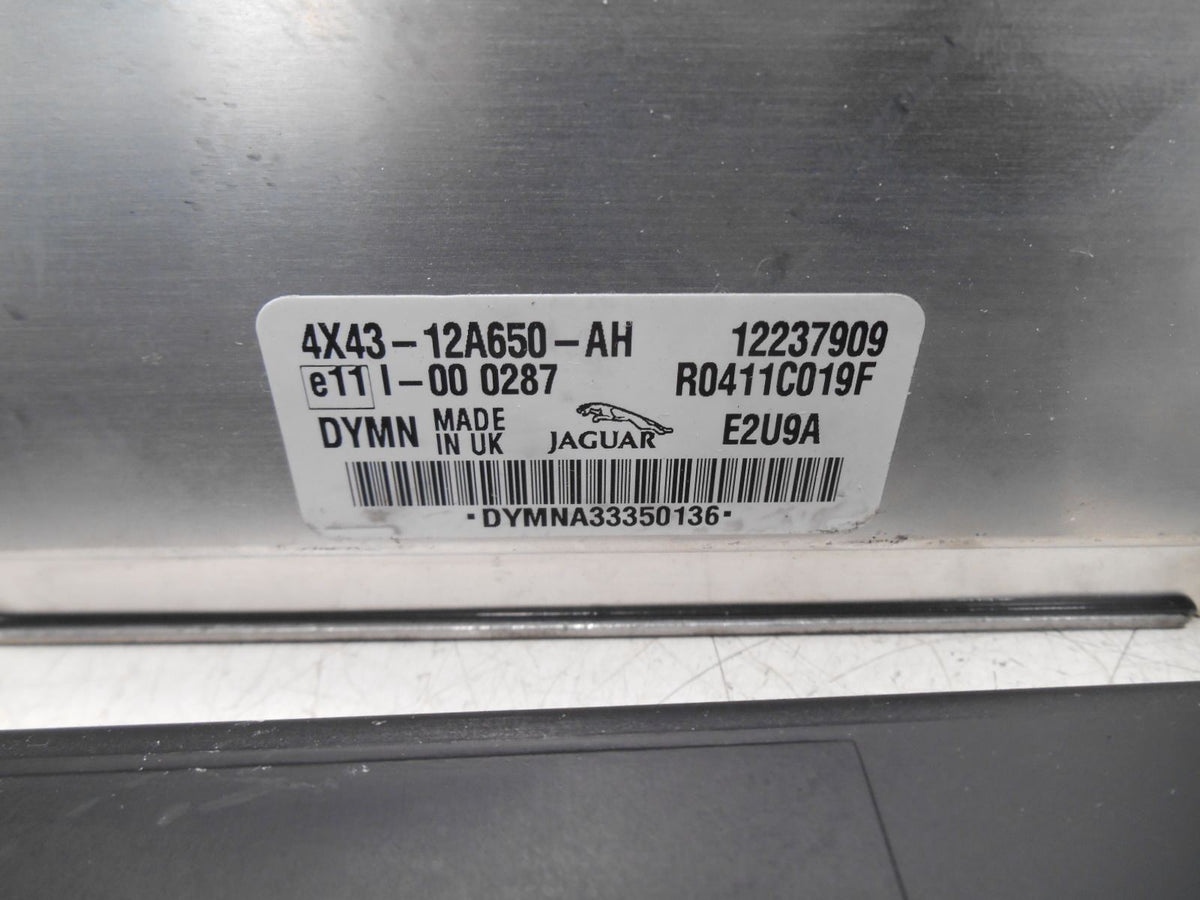 4X43-12A650-AH 12237909
e11 I-00 0287 R0411C019F
DYMN MADE IN UK JAGUAR E2U9A
·DYMNA33350136·